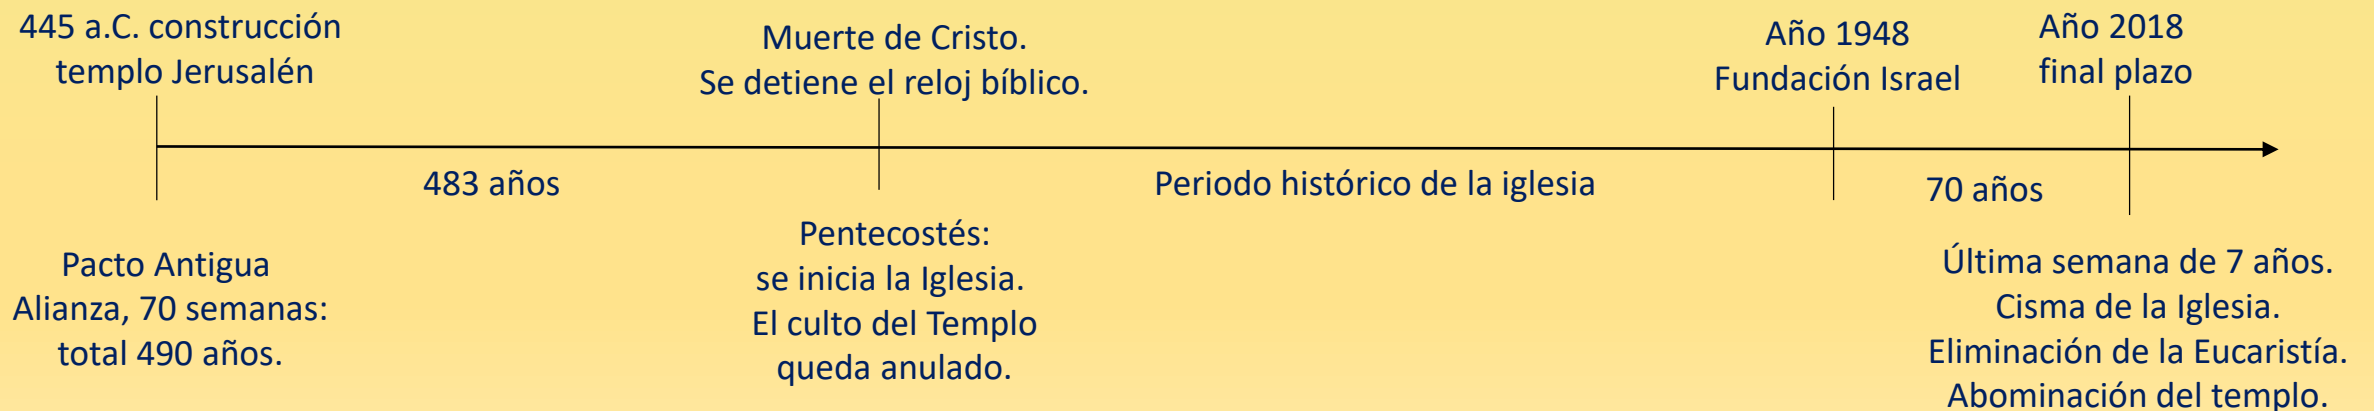 445 a.C. construcción
templo Jerusalén
Muerte de Cristo.
Se detiene el reloj bíblico.
Año 1948
Fundación Israel
Año 2018
final plazo
483 años
Periodo histórico de la iglesia
70 años
Pacto Antigua
Alianza, 70 semanas:
total 490 años.
Pentecostés:
se inicia la Iglesia.
El culto del Templo
queda anulado.
Última semana de 7 años.
Cisma de la Iglesia.
Eliminación de la Eucaristía.
Abominación del templo.